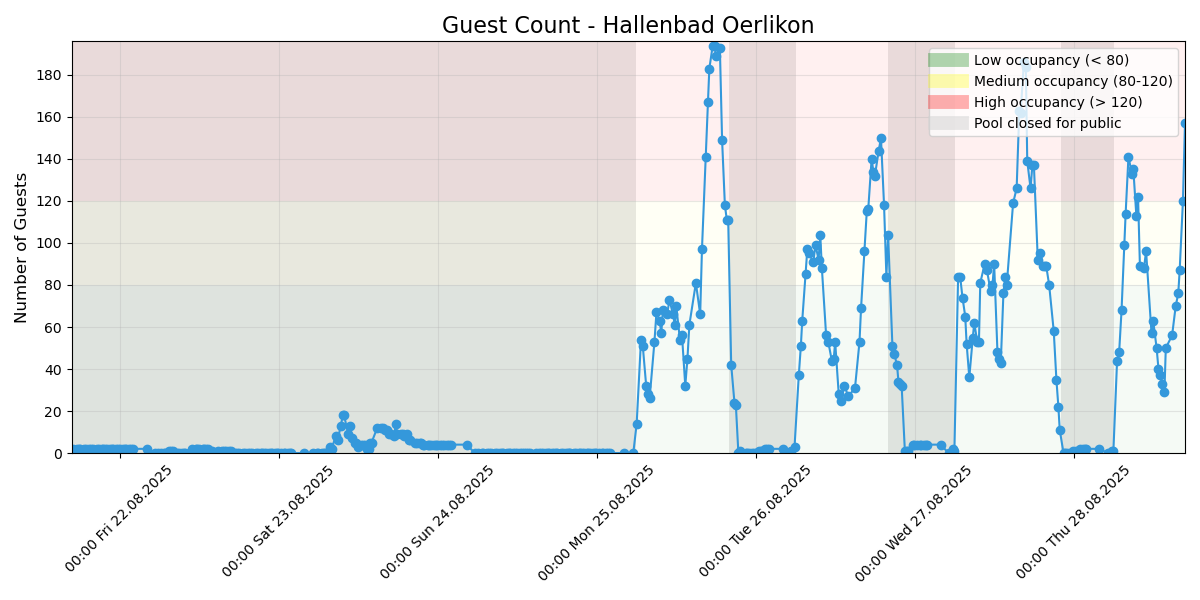 Guest Count - Hallenbad Oerlikon
Number of Guests
180
160
140
120
100
80
60
40
20
0
Low occupancy (< 80)
Medium occupancy (80-120)
High occupancy (> 120)
Pool closed for public
00:00 Fri 22.08.2025
00:00 Sat 23.08.2025
00:00 Sun 24.08.2025
00:00 Mon 25.08.2025
00:00 Tue 26.08.2025
00:00 Wed 27.08.2025
00:00 Thu 28.08.2025